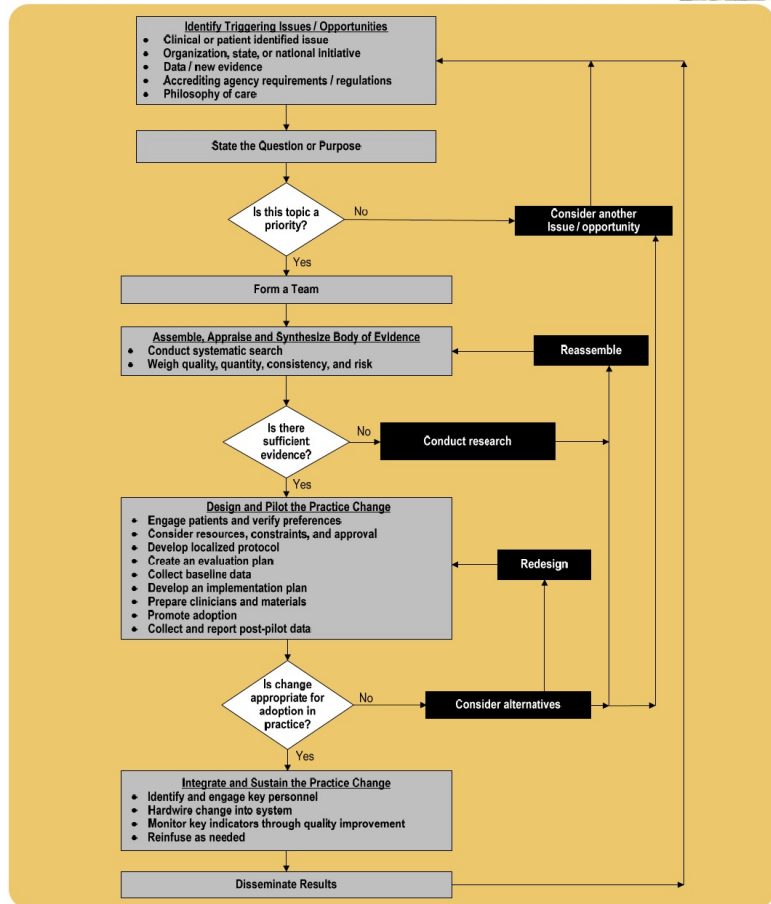 Identify Triggering Issues / Opportunities
• Clinical or patient identified issue
• Organization, state, or national initiative
• Data / new evidence
• Accrediting agency requirements / regulations
• Philosophy of care
State the Question or Purpose
Is this topic a
priority?
No
Consider another
Issue / opportunity
Yes
Form a Team
Assemble, Appraise and Synthesize Body of Evidence
• Conduct systematic search
• Weigh quality, quantity, consistency, and risk
Reassemble
Is there
sufficient
evidence?
No
Conduct research
Yes
Design and Pilot the Practice Change
• Engage patients and verify preferences
• Consider resources, constraints, and approval
• Develop localized protocol
• Create an evaluation plan
• Collect baseline data
• Develop an implementation plan
• Prepare clinicians and materials
• Promote adoption
• Collect and report post-pilot data
Redesign
Is change
appropriate for
adoption in
practice?
No
Consider alternatives
Yes
Integrate and Sustain the Practice Change
• Identify and engage key personnel
• Hardwire change into system
• Monitor key indicators through quality improvement
• Reinfuse as needed
Disseminate Results